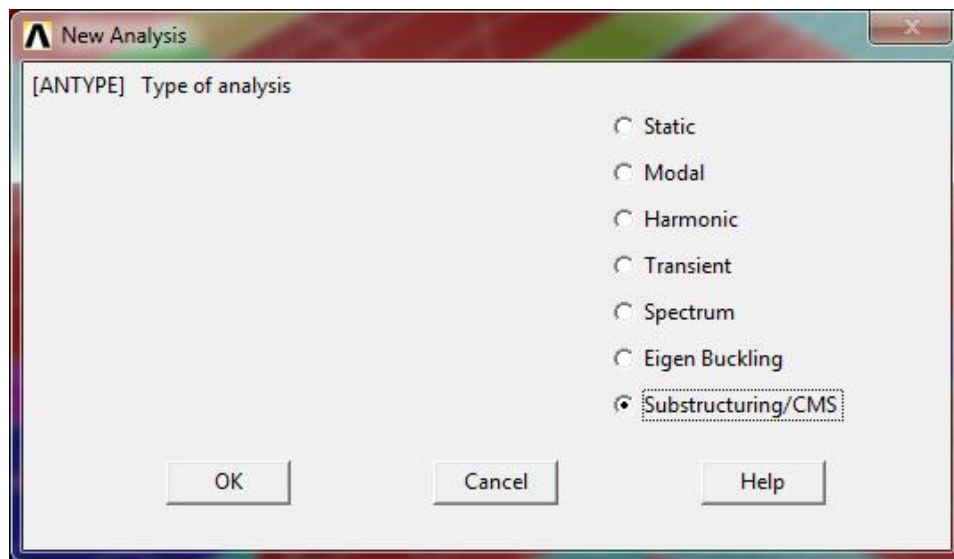 New Analysis
[ANTYPE] Type of analysis
Static
Modal
Harmonic
Transient
Spectrum
Eigen Buckling
Substructuring/CMS
OK Cancel Help